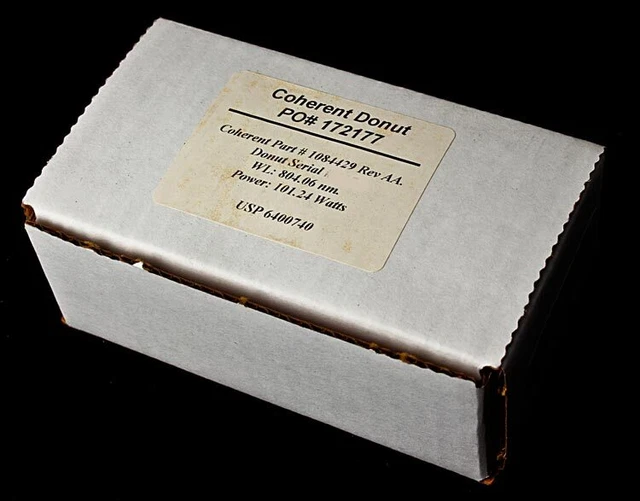 Coherent Donut
PO# 172177
Coherent Part # 1084429 Rev AA.
Donut Serial
WL: 804.06 nm.
Power: 101.24 Watts
USP 6400740